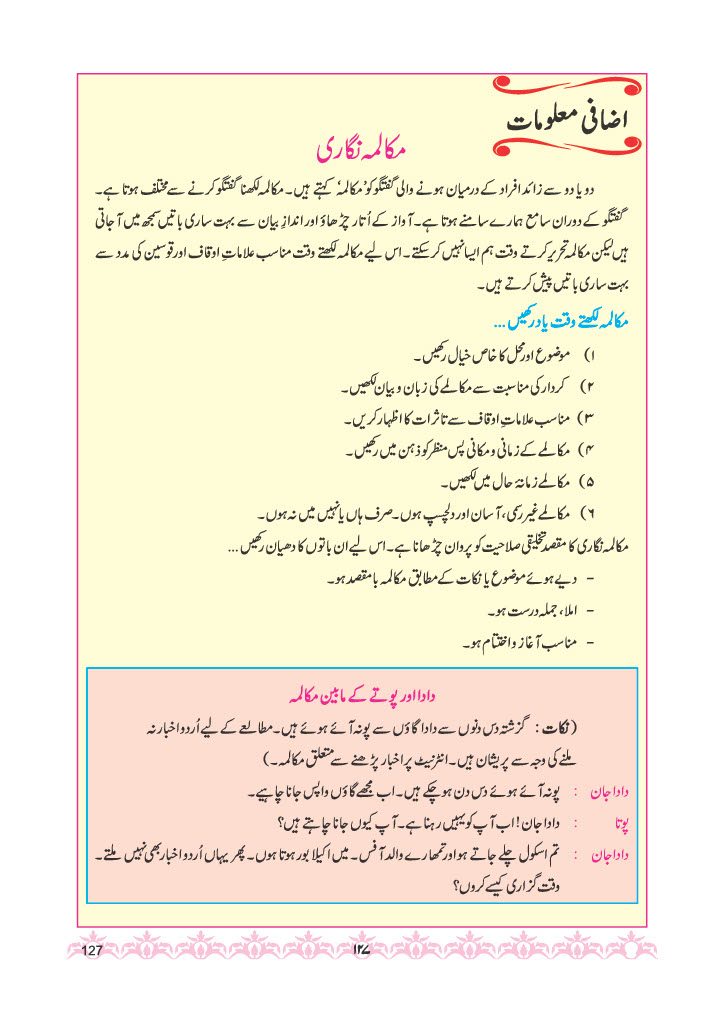 اضافی معلومات
مکالمہ نگاری
دو یا دو سے زائد افراد کے درمیان ہونے والی گفتگو کو ’مکالمہ‘ کہتے ہیں۔ مکالمہ لکھنا گفتگو کرنے سے مختلف ہوتا ہے۔
گفتگو کے دوران سامع ہمارے سامنے ہوتا ہے۔ آواز کے اُتار چڑھاؤ اور اندازِ بیان سے بہت ساری باتیں سمجھ میں آ جاتی
ہیں لیکن مکالمہ تحریر کرتے وقت ہم ایسا نہیں کرسکتے۔ اس لیے مکالمہ لکھتے وقت مناسب علاماتِ اوقاف اور قوسین کی مدد سے
بہت ساری باتیں پیش کرتے ہیں۔
مکالمہ لکھتے وقت یاد رکھیں ...
۱) موضوع اور محل کا خاص خیال رکھیں۔
۲) کردار کی مناسبت سے مکالمے کی زبان و بیان لکھیں۔
۳) مناسب علاماتِ اوقاف سے تاثرات کا اظہار کریں۔
۴) مکالمے کے زمانی و مکانی پس منظر کو ذہن میں رکھیں۔
۵) مکالمے زمانۂ حال میں لکھیں۔
۶) مکالمے غیر رسمی، آسان اور دلچسپ ہوں۔ صرف ہاں یا نہیں میں نہ ہوں۔
مکالمہ نگاری کا مقصد تخلیقی صلاحیت کو پروان چڑھانا ہے۔ اس لیے ان باتوں کا دھیان رکھیں ...
- دیے ہوئے موضوع یا نکات کے مطابق مکالمہ بامقصد ہو۔
- املا، جملہ درست ہو۔
- مناسب آغاز و اختتام ہو۔
دادا اور پوتے کے مابین مکالمہ
(نکات : گزشتہ دس دنوں سے دادا گاؤں سے پونہ آئے ہوئے ہیں۔ مطالعے کے لیے اُردو اخبار نہ
ملنے کی وجہ سے پریشان ہیں۔ انٹرنیٹ پر اخبار پڑھنے سے متعلق مکالمہ۔)
دادا جان : پونہ آئے ہوئے دس دن ہو چکے ہیں۔ اب مجھے گاؤں واپس جانا چاہیے۔
پوتا : دادا جان! اب آپ کو یہیں رہنا ہے۔ آپ کیوں جانا چاہتے ہیں؟
دادا جان : تم اسکول چلے جاتے ہو اور تمھارے والد آفس۔ میں اکیلا بور ہوتا ہوں۔ پھر یہاں اُردو اخبار بھی نہیں ملتے۔
وقت گزاری کیسے کروں؟
127
۱۲۷